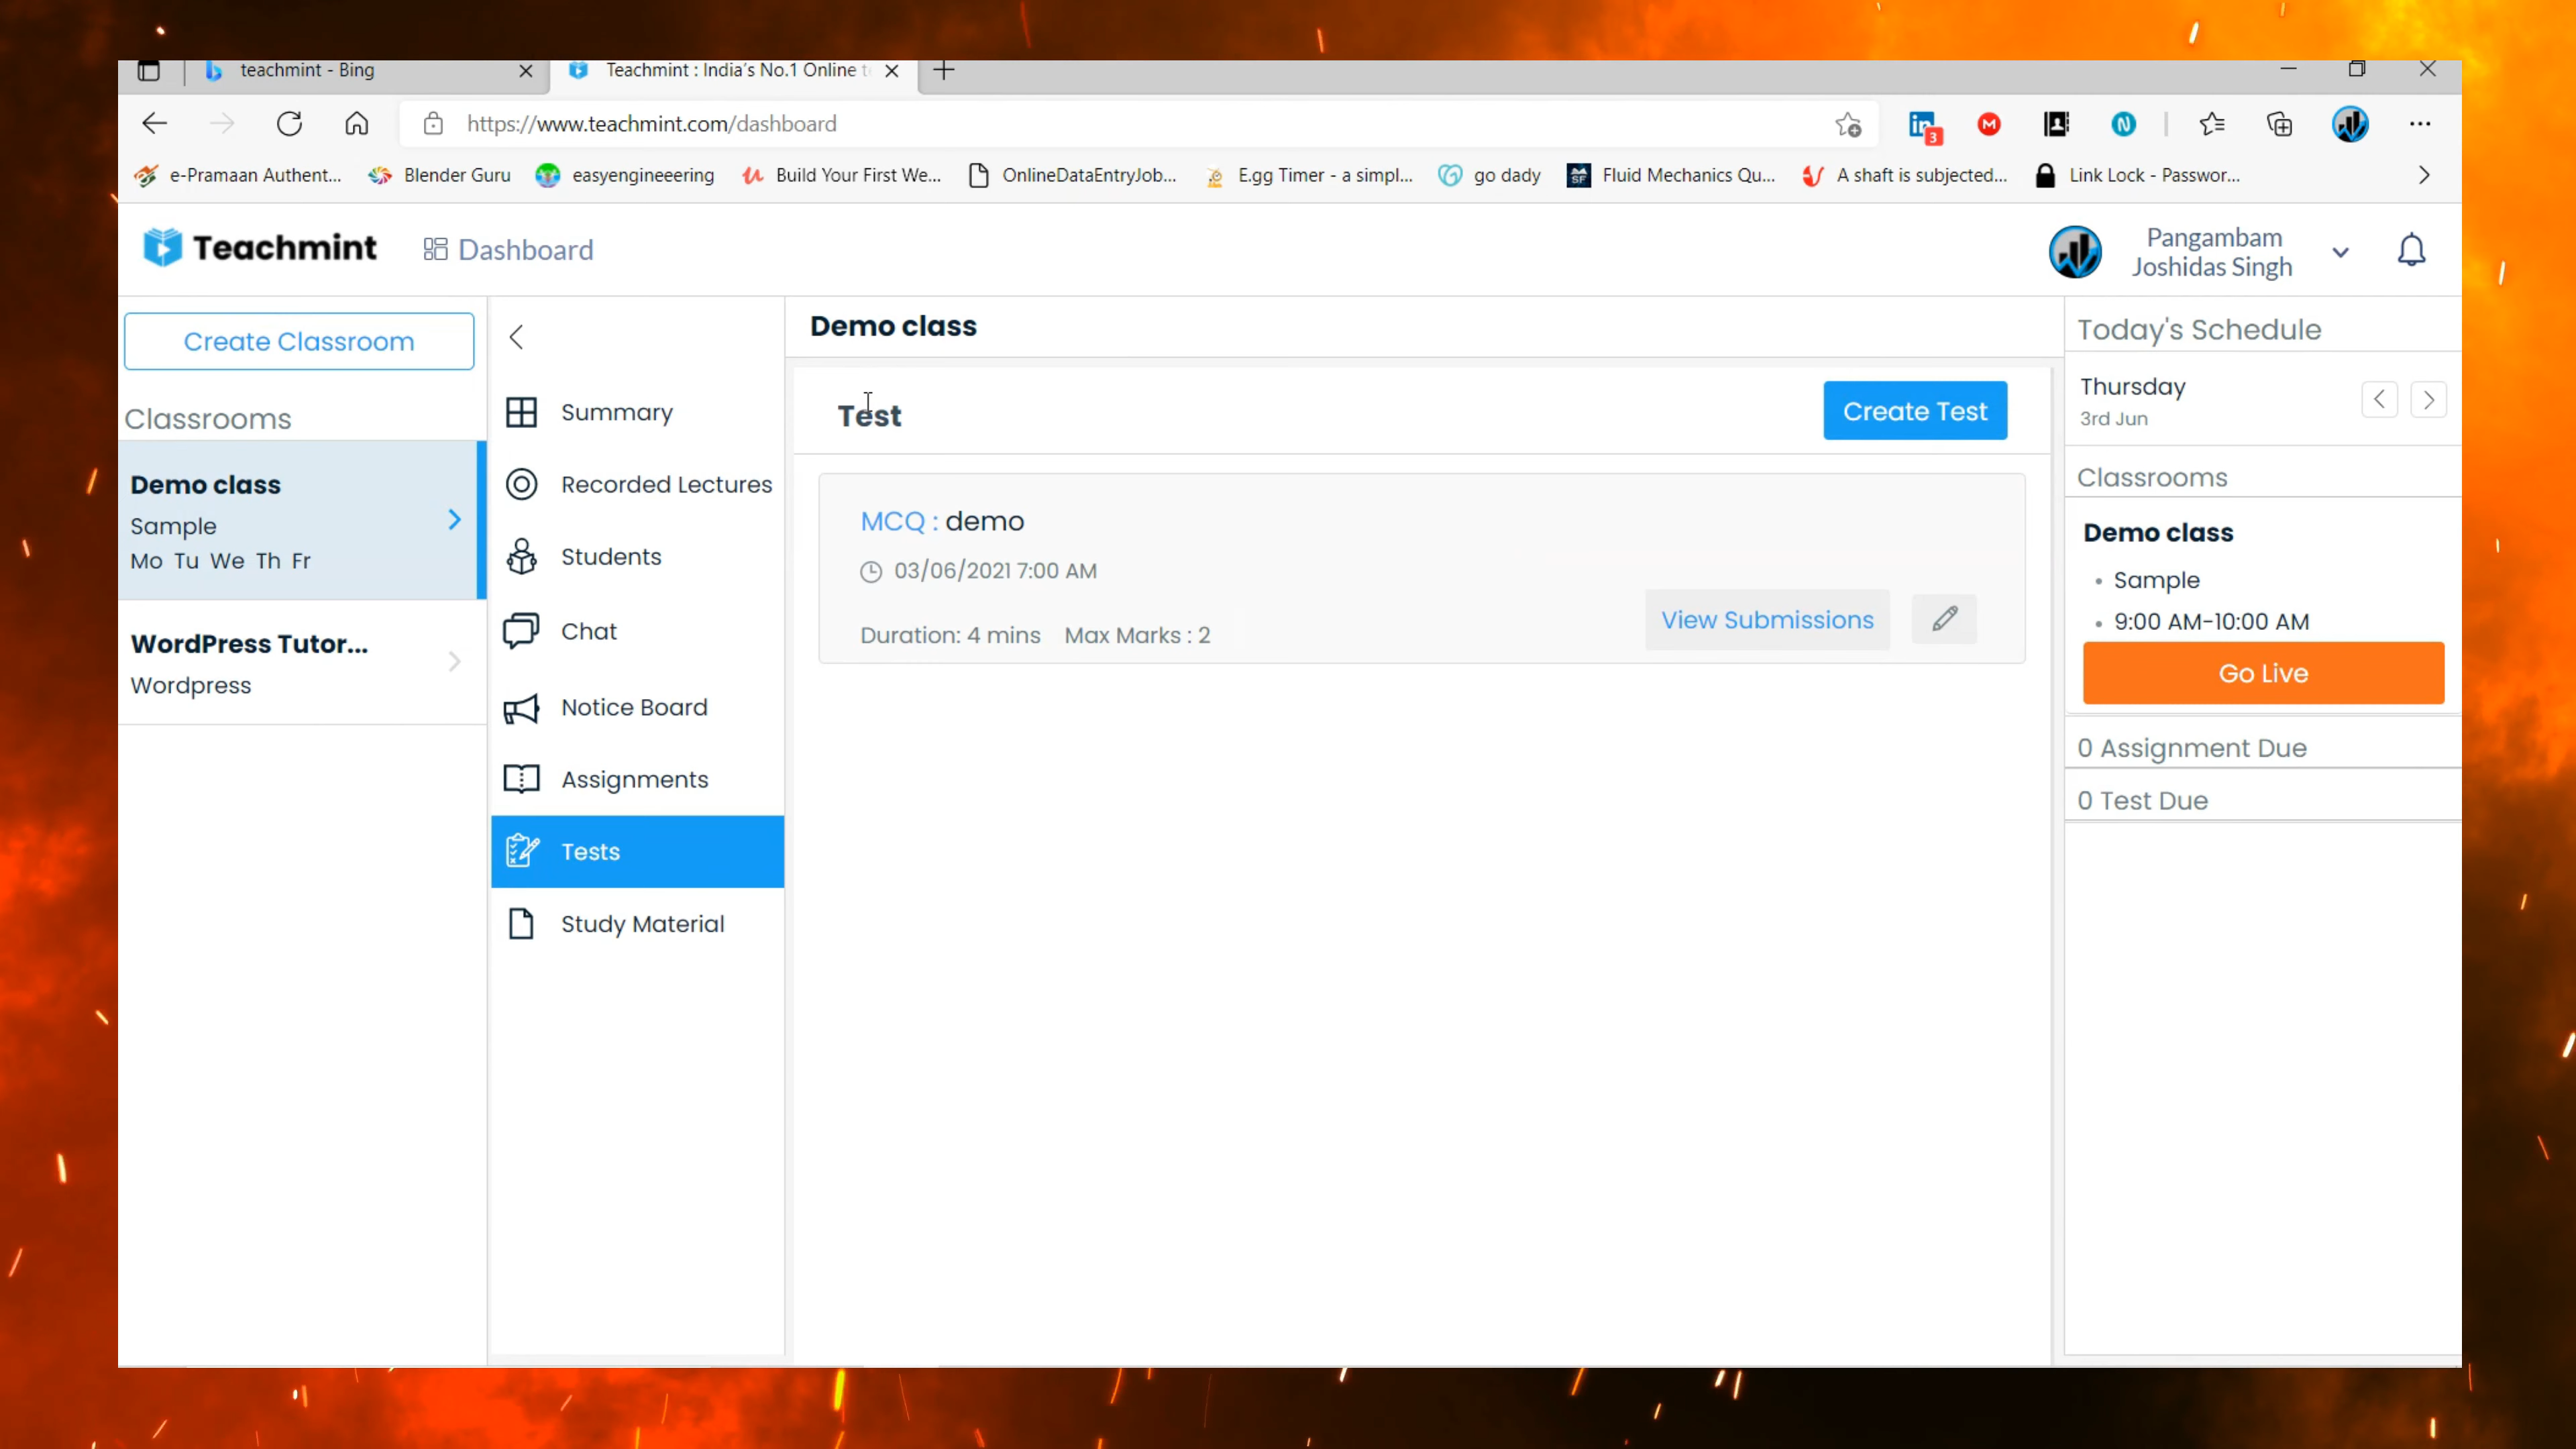 teachmint - Bing
Teachmint : India's No.1 Online t
https://www.teachmint.com/dashboard
3
e-Pramaan Authent...
Blender Guru
easyengineeering
Build Your First We...
OnlineDataEntryJob...
E.gg Timer - a simpl...
go dady
Fluid Mechanics Qu...
A shaft is subjected...
Link Lock - Passwor...
Teachmint
Dashboard
Pangambam
Joshidas Singh
Create Classroom
Classrooms
Demo class
Sample
Mo Tu We Th Fr
WordPress Tutor...
Wordpress
Summary
Recorded Lectures
Students
Chat
Notice Board
Assignments
Tests
Study Material
Demo class
Test
Create Test
MCQ : demo
03/06/2021 7:00 AM
Duration: 4 mins Max Marks : 2
View Submissions
Today's Schedule
Thursday
3rd Jun
Classrooms
Demo class
• Sample
• 9:00 AM-10:00 AM
Go Live
0 Assignment Due
0 Test Due